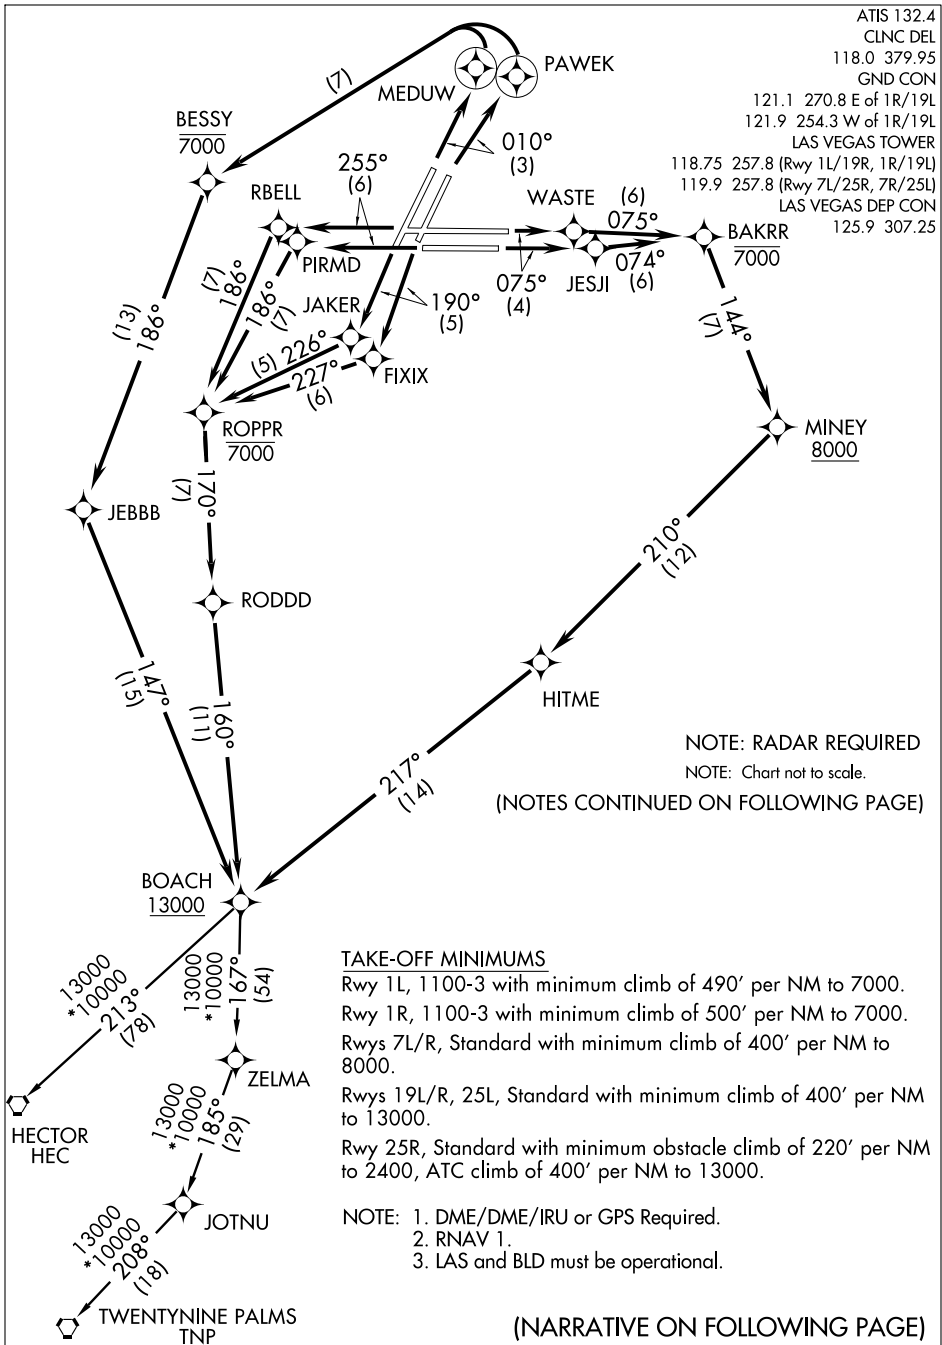 ATIS 132.4
CLNC DEL
118.0 379.95
GND CON
121.1 270.8 E of 1R/19L
121.9 254.3 W of 1R/19L
LAS VEGAS TOWER
118.75 257.8 (Rwy 1L/19R, 1R/19L)
119.9 257.8 (Rwy 7L/25R, 7R/25L)
LAS VEGAS DEP CON
125.9 307.25
PAWEK
MEDUW
(7)
BESSY
7000
010°
(3)
255°
(6)
RBELL
PIRMD
WASTE
(6)
075°
BAKRR
7000
JESJI
074°
(6)
075°
(4)
190°
(5)
JAKER
FIXIX
(7)
186°
186°
(7)
(5) 226°
227°
(6)
(13)
186°
144°
(7)
ROPPR
7000
MINEY
8000
170°
(7)
JEBBB
RODDD
210°
(12)
147°
(15)
160°
(11)
HITME
217°
(14)
NOTE: RADAR REQUIRED
NOTE: Chart not to scale.
(NOTES CONTINUED ON FOLLOWING PAGE)
BOACH
13000
13000
*10000
213°
(78)
13000
*10000
167°
(54)
TAKE-OFF MINIMUMS
Rwy 1L, 1100-3 with minimum climb of 490' per NM to 7000.
Rwy 1R, 1100-3 with minimum climb of 500' per NM to 7000.
Rwys 7L/R, Standard with minimum climb of 400' per NM to
8000.
Rwys 19L/R, 25L, Standard with minimum climb of 400' per NM
to 13000.
Rwy 25R, Standard with minimum obstacle climb of 220' per NM
to 2400, ATC climb of 400' per NM to 13000.
ZELMA
HECTOR
HEC
13000
*10000
185°
(29)
JOTNU
13000
*10000
208°
(18)
TWENTYNINE PALMS
TNP
NOTE: 1. DME/DME/IRU or GPS Required.
2. RNAV 1.
3. LAS and BLD must be operational.
(NARRATIVE ON FOLLOWING PAGE)